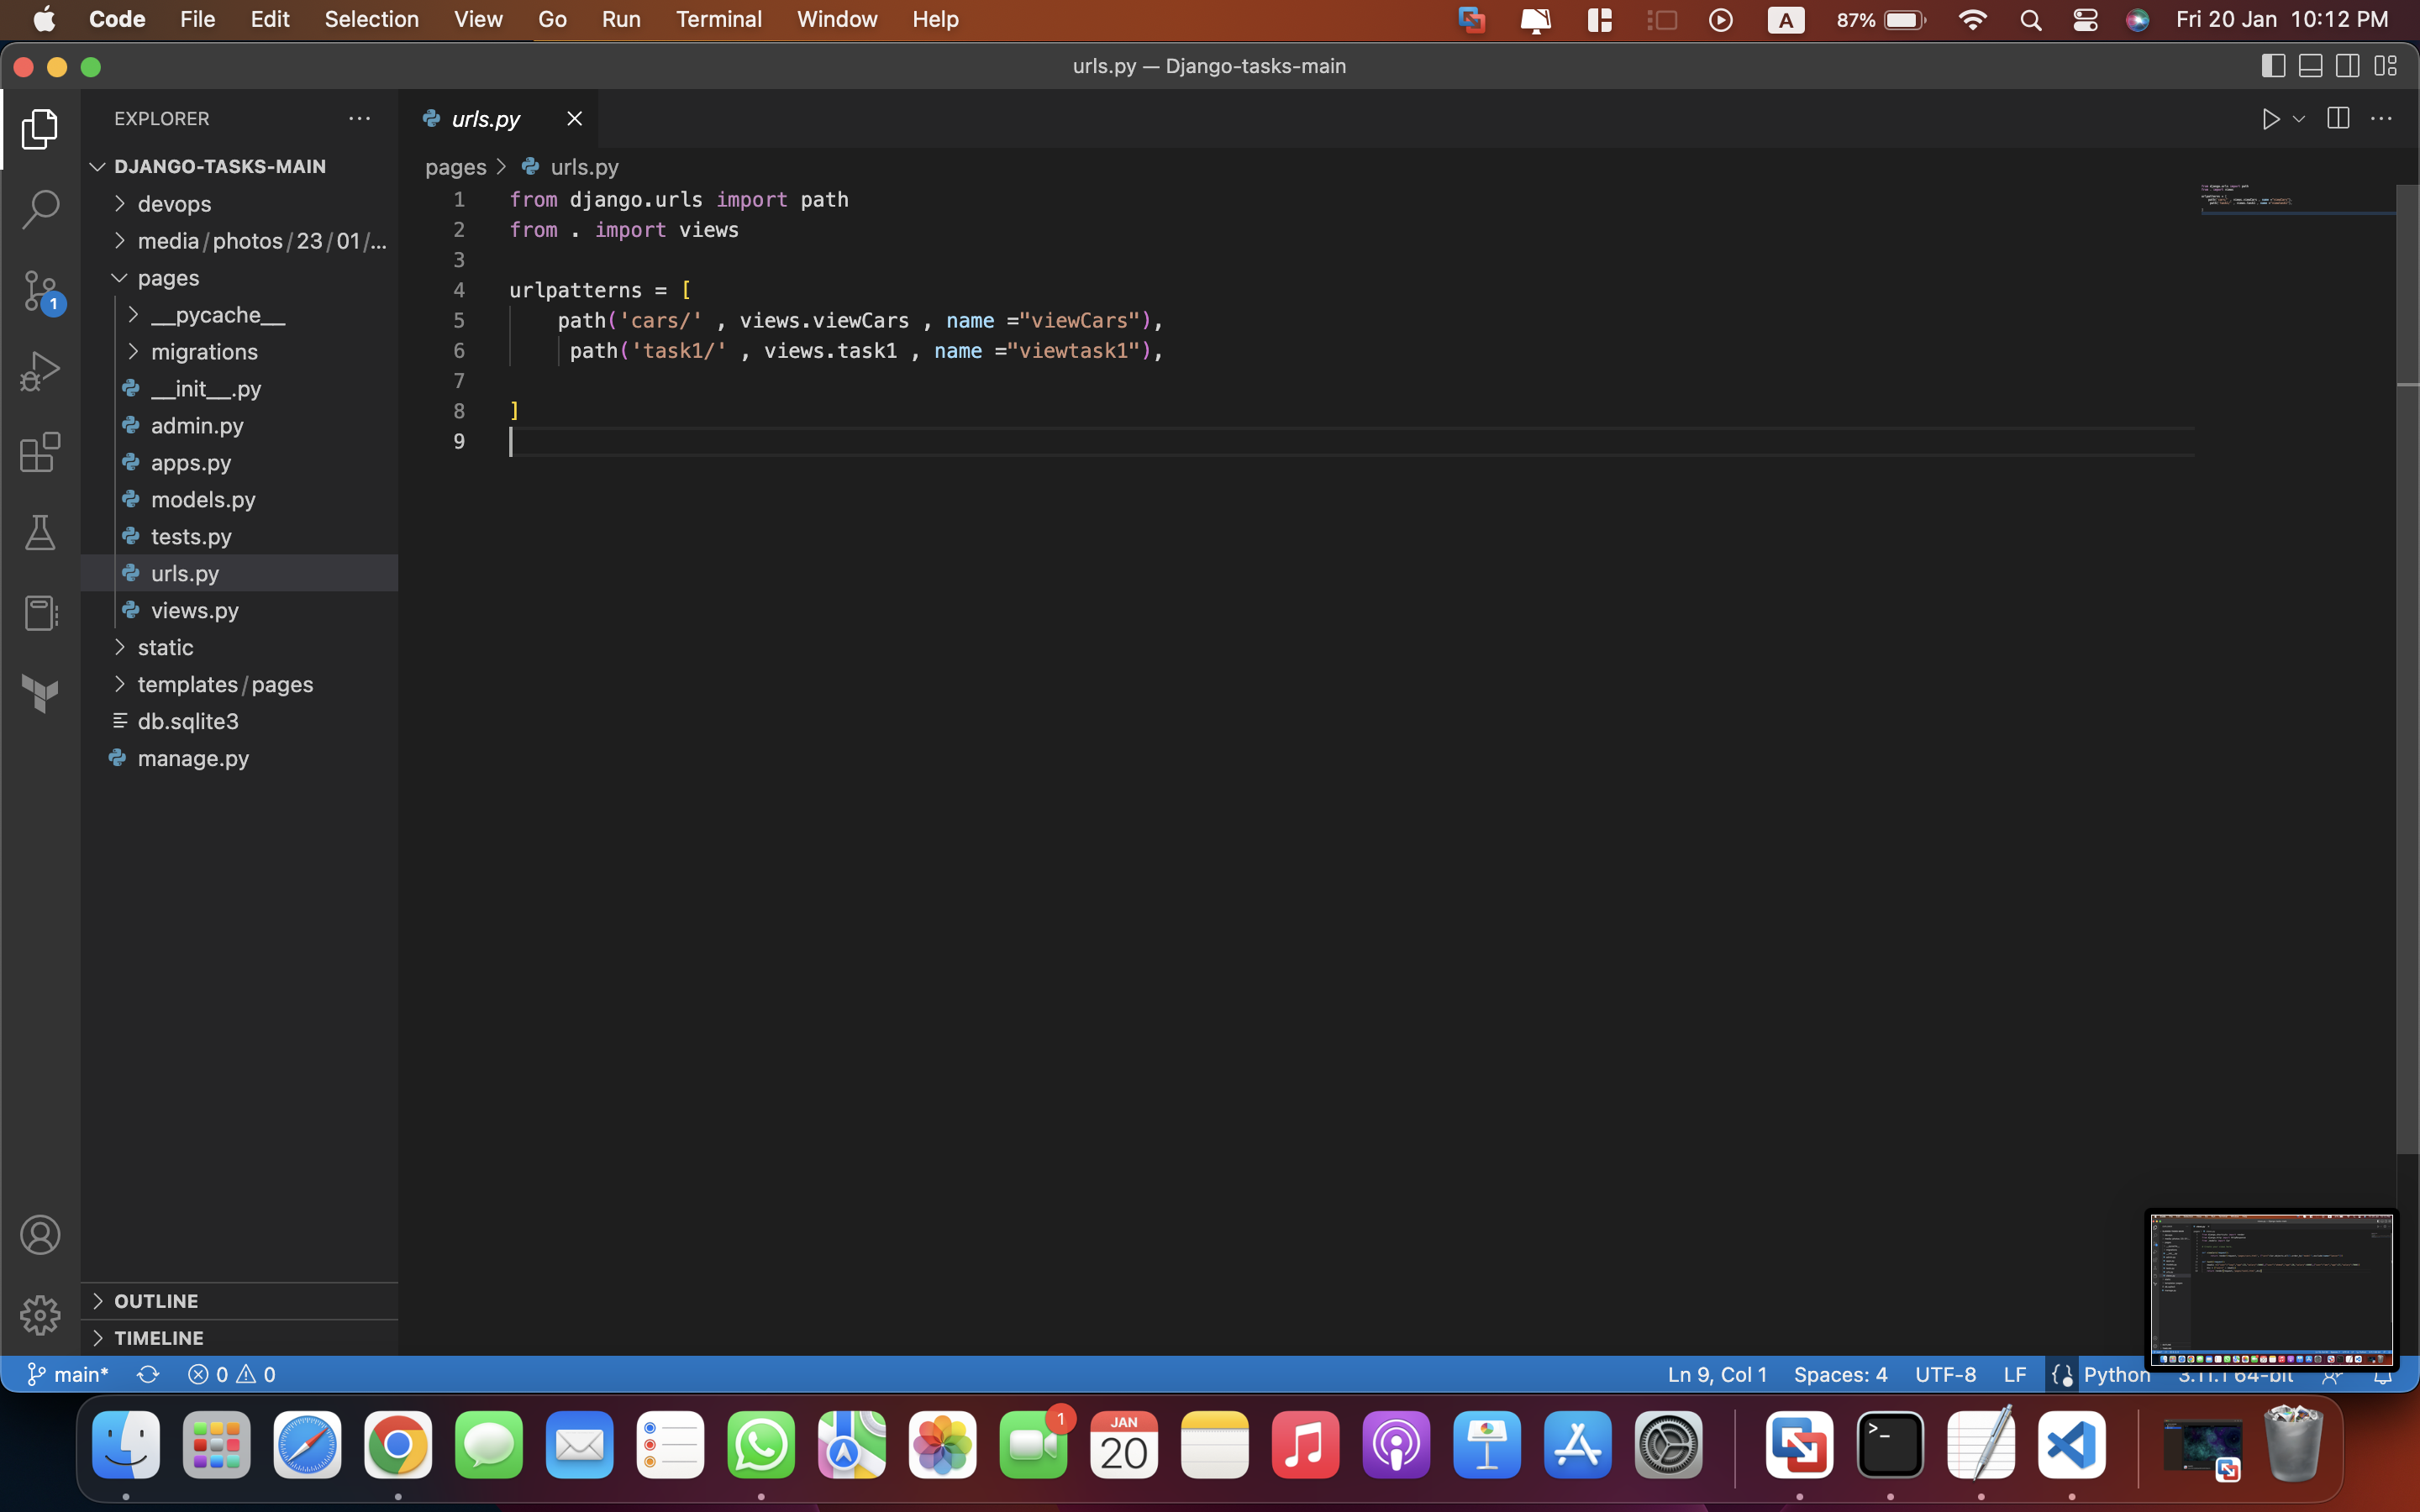 Code File Edit Selection View Go Run Terminal Window Help A 87% Fri 20 Jan 10:12 PM
urls.py — Django-tasks-main
EXPLORER
urls.py
DJANGO-TASKS-MAIN
pages > urls.py
devops
media/photos/23/01/...
pages
__pycache__
migrations
__init__.py
admin.py
apps.py
models.py
tests.py
urls.py
views.py
static
templates/pages
db.sqlite3
manage.py
1 from django.urls import path
2 from . import views
3
4 urlpatterns = [
5 path('cars/' , views.viewCars , name ="viewCars"),
6 path('task1/' , views.task1 , name ="viewtask1"),
7
8 ]
9
1
OUTLINE
TIMELINE
main* 0 0 Ln 9, Col 1 Spaces: 4 UTF-8 LF Python 3.11.1 64-bit
1
JAN
20
>_